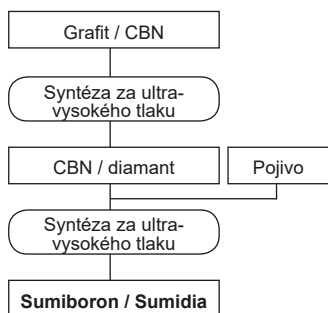 Grafit / CBN
Syntéza za ultra-
vysokého tlaku
CBN / diamant
Pojivo
Syntéza za ultra-
vysokého tlaku
Sumiboron / Sumidia